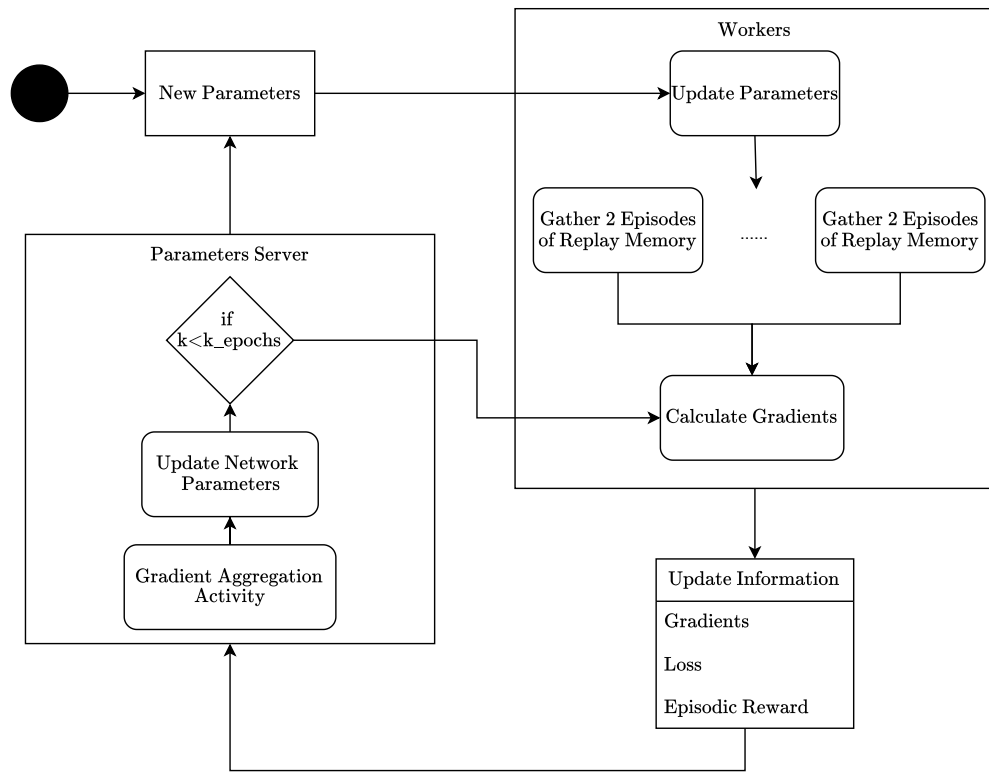 Workers
New Parameters
Update Parameters
Gather 2 Episodes
of Replay Memory
......
Gather 2 Episodes
of Replay Memory
Parameters Server
if
k<k_epochs
Calculate Gradients
Update Network
Parameters
Gradient Aggregation
Activity
Update Information
Gradients
Loss
Episodic Reward